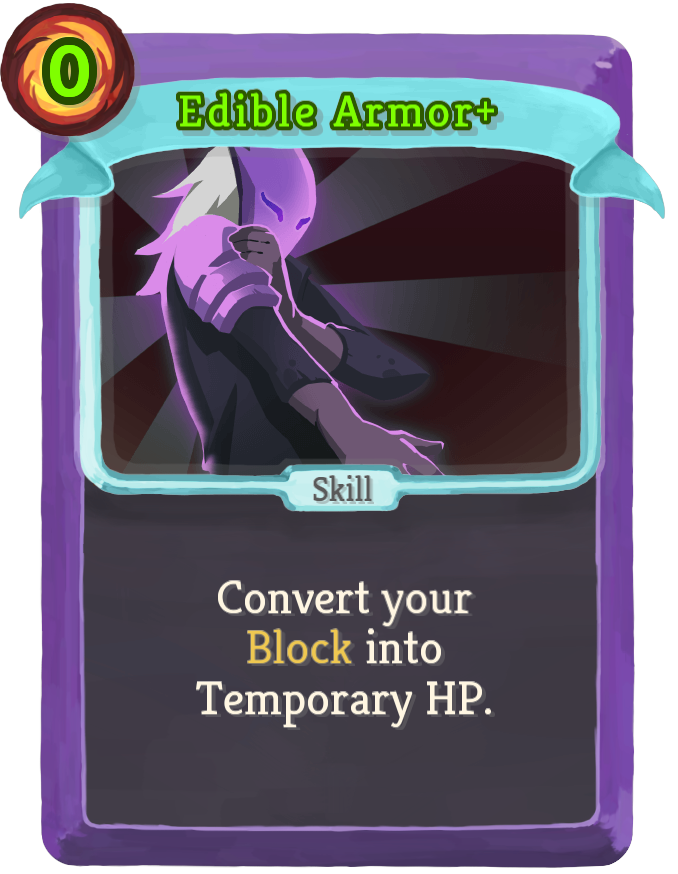 0
Edible Armor+
Skill
Convert your
Block into
Temporary HP.